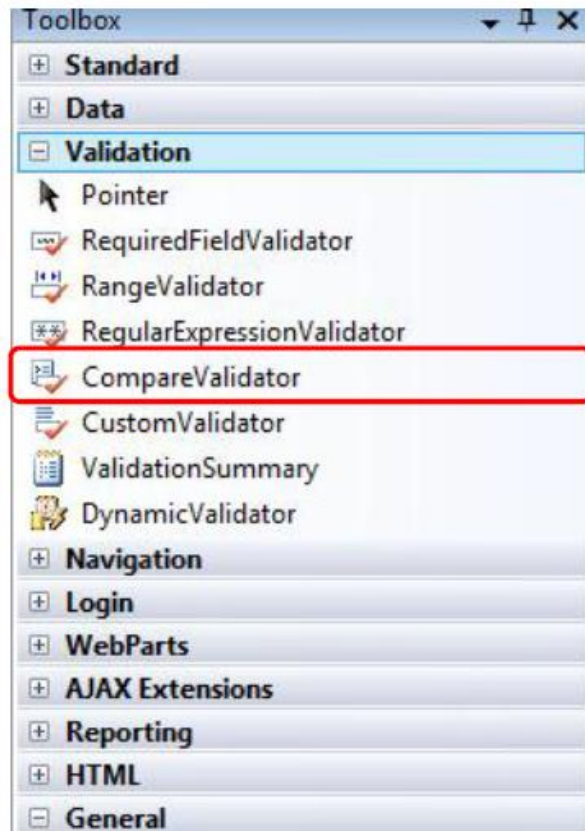 Toolbox
Standard
Data
Validation
Pointer
RequiredFieldValidator
RangeValidator
RegularExpressionValidator
CompareValidator
CustomValidator
ValidationSummary
DynamicValidator
Navigation
Login
WebParts
AJAX Extensions
Reporting
HTML
General